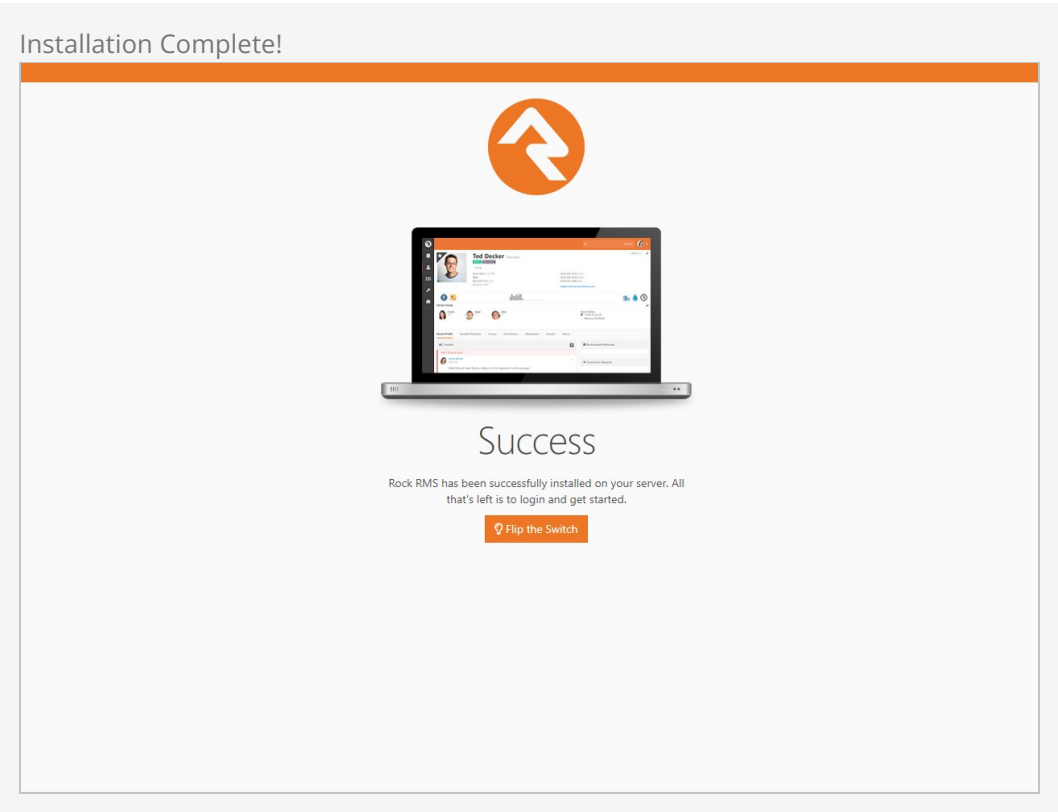 Installation Complete!
Ted Decker
Success
Rock RMS has been successfully installed on your server. All
that's left is to login and get started.
Flip the Switch